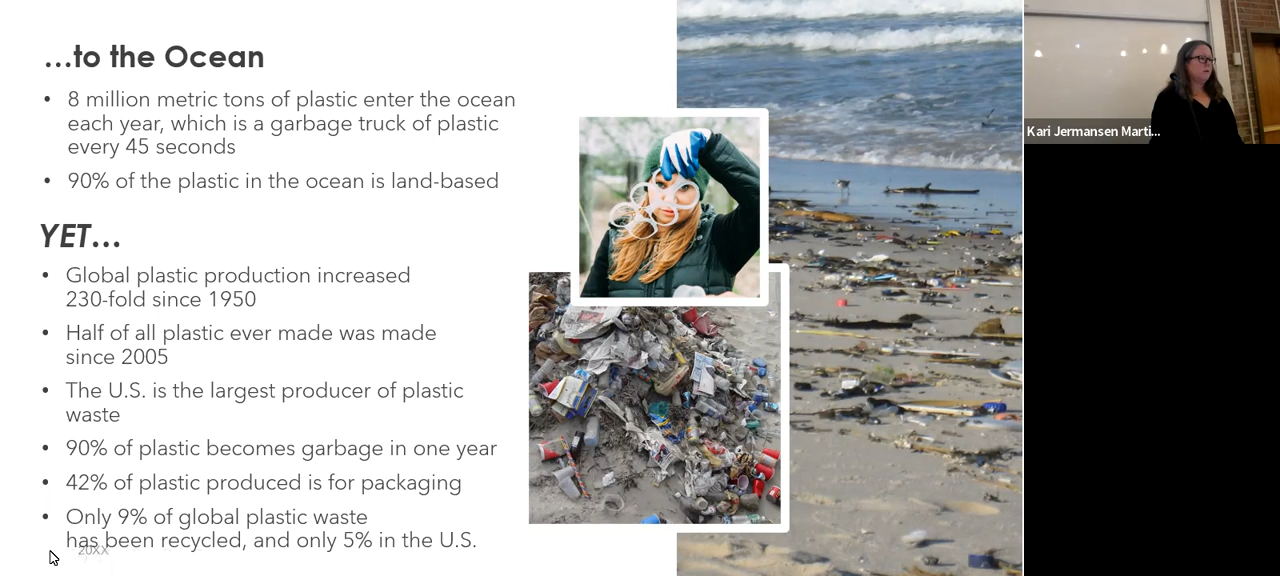 ...to the Ocean
• 8 million metric tons of plastic enter the ocean
each year, which is a garbage truck of plastic
every 45 seconds
• 90% of the plastic in the ocean is land-based
YET...
• Global plastic production increased
230-fold since 1950
• Half of all plastic ever made was made
since 2005
• The U.S. is the largest producer of plastic
waste
• 90% of plastic becomes garbage in one year
• 42% of plastic produced is for packaging
• Only 9% of global plastic waste
has been recycled, and only 5% in the U.S.
20XX
Kari Jermansen Marti...